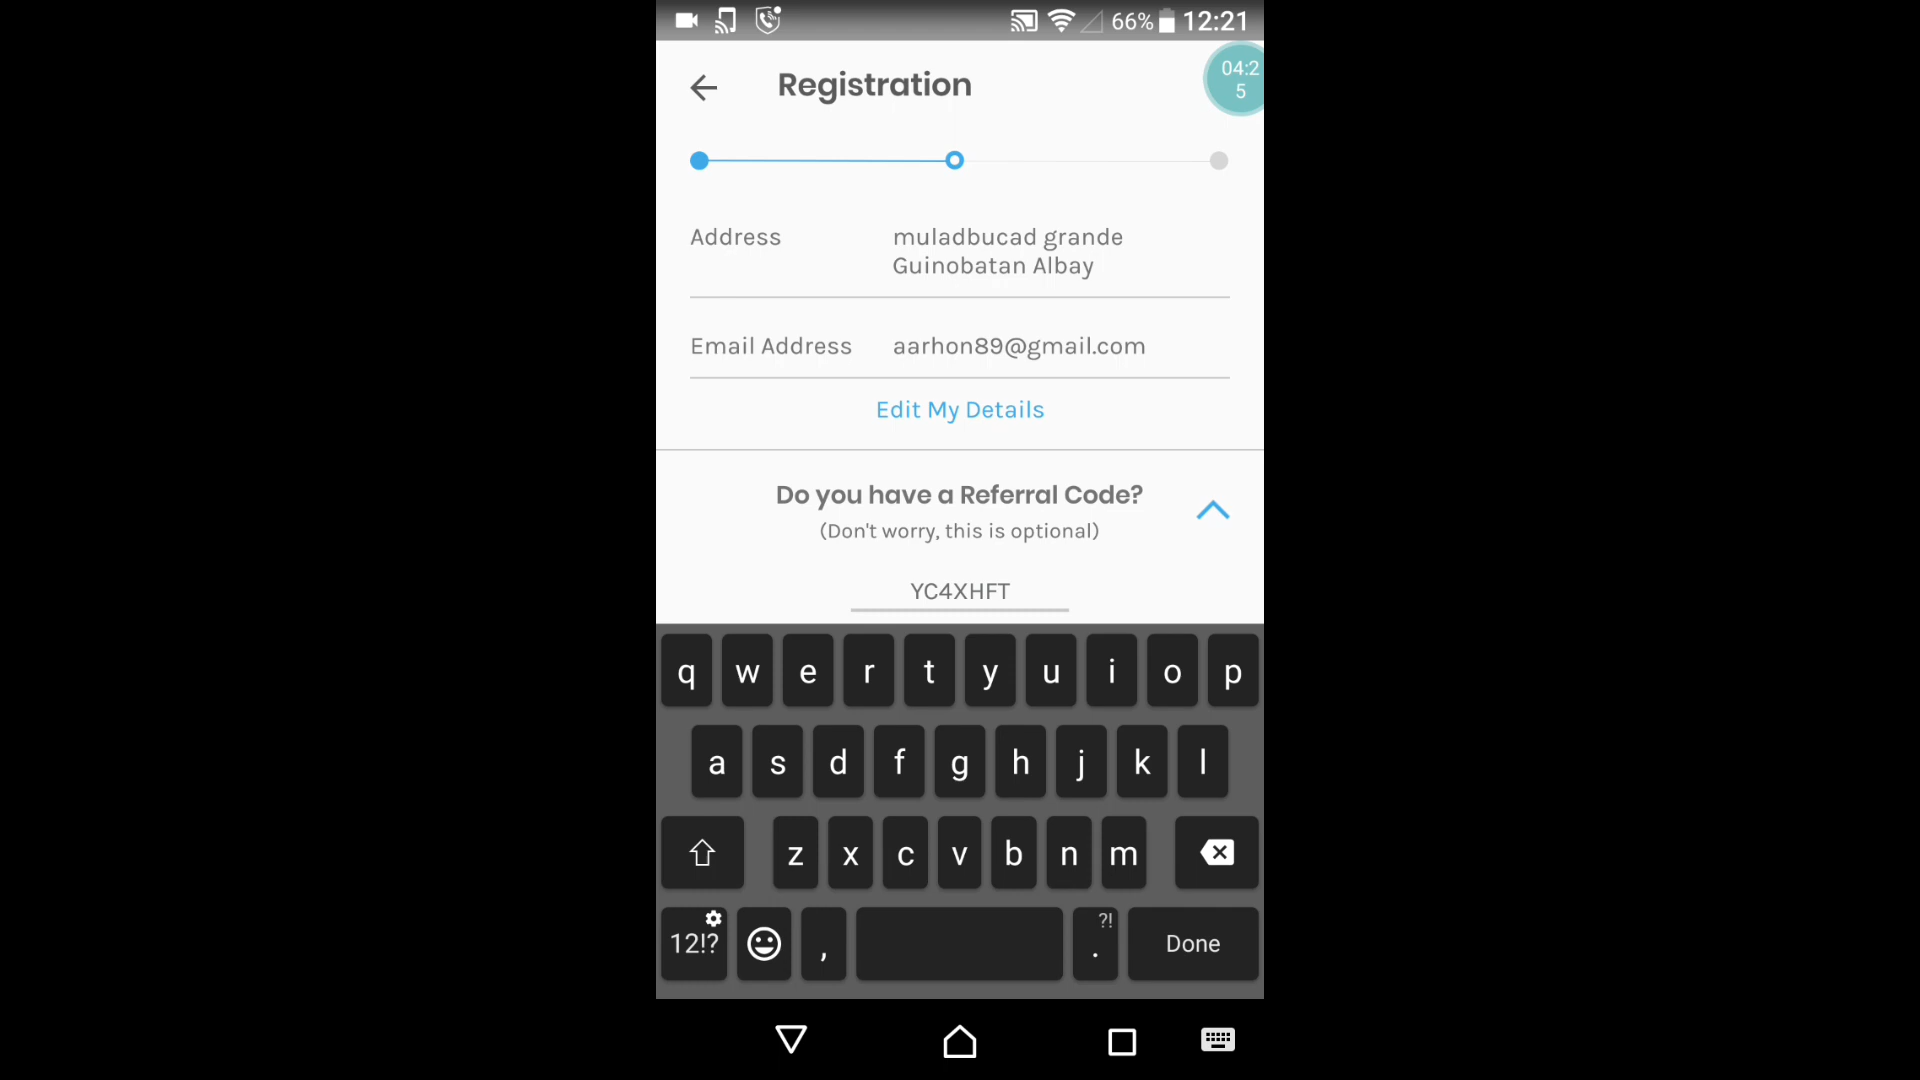 66% 12:21
Registration
04:2
5
Address
muladbucad grande
Guinobatan Albay
Email Address
aarhon89@gmail.com
Edit My Details
Do you have a Referral Code?
(Don't worry, this is optional)
YC4XHFT
q w e r t y u i o p
a s d f g h j k l
z x c v b n m
12!? , ?! . Done